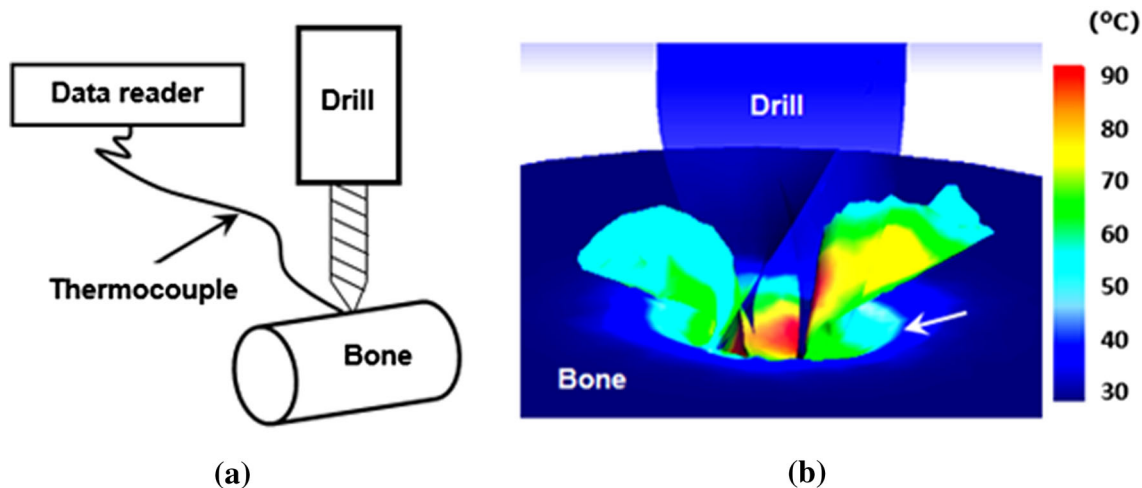 Data reader
Drill
Thermocouple
Bone
(a)
(°C)
Drill
Bone
90
80
70
60
50
40
30
(b)